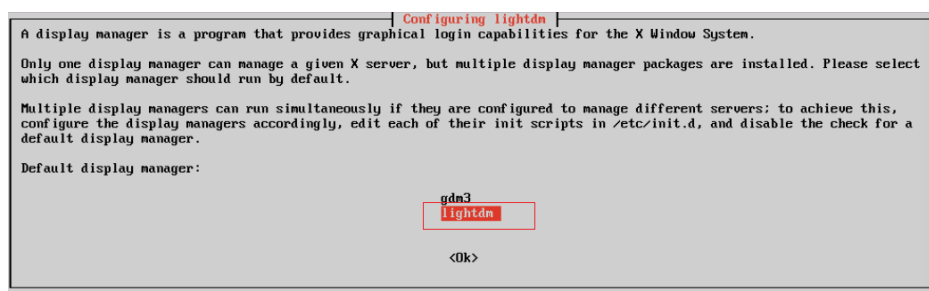 Configuring lightdm
A display manager is a program that provides graphical login capabilities for the X Window System.
Only one display manager can manage a given X server, but multiple display manager packages are installed. Please select
which display manager should run by default.
Multiple display managers can run simultaneously if they are configured to manage different servers; to achieve this,
configure the display managers accordingly, edit each of their init scripts in /etc/init.d, and disable the check for a
default display manager.
Default display manager:
gdm3
lightdm
<Ok>